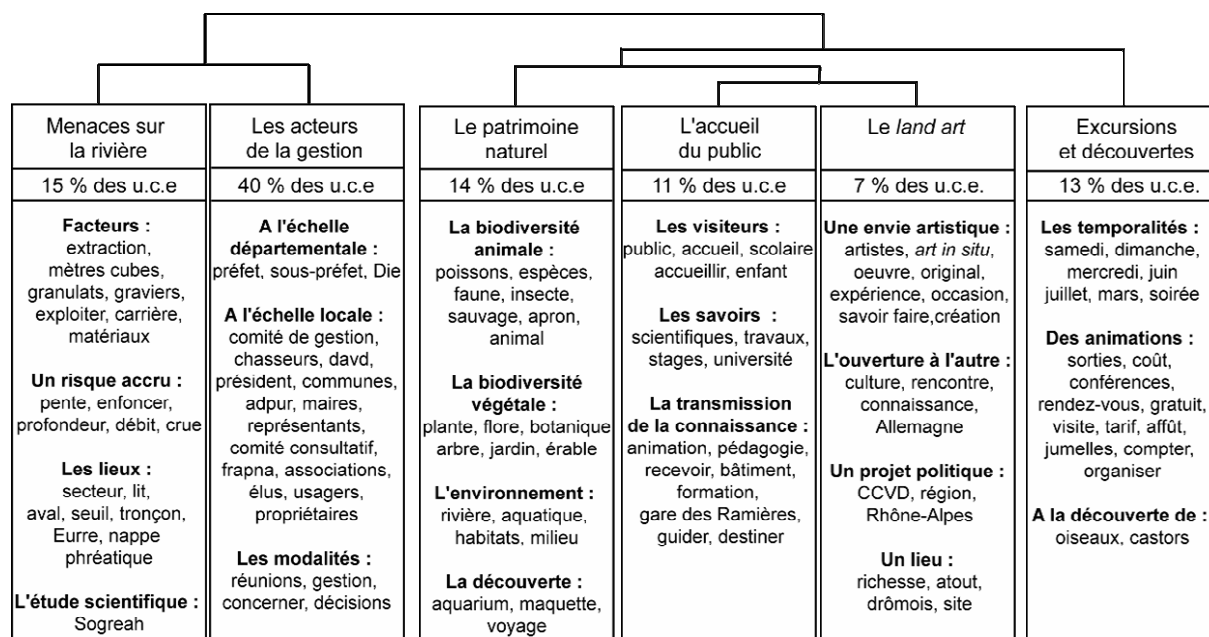 Menaces sur
la rivière
15 % des u.c.e
Facteurs :
extraction,
mètres cubes,
granulats, graviers,
exploiter, carrière,
matériaux
Un risque accru :
pente, enfoncer,
profondeur, débit, crue
Les lieux :
secteur, lit,
aval, seuil, tronçon,
Eurre, nappe
phréatique
L'étude scientifique :
Sogreah
Les acteurs
de la gestion
40 % des u.c.e
A l'échelle
départementale :
préfet, sous-préfet, Die
A l'échelle locale :
comité de gestion,
chasseurs, davd,
président, communes,
adpur, maires,
représentants,
comité consultatif,
frapna, associations,
élus, usagers,
propriétaires
Les modalités :
réunions, gestion,
concerner, décisions
Le patrimoine
naturel
14 % des u.c.e
La biodiversité
animale :
poissons, espèces,
faune, insecte,
sauvage, apron,
animal
La biodiversité
végétale :
plante, flore, botanique
arbre, jardin, érable
L'environnement :
rivière, aquatique,
habitats, milieu
La découverte :
aquarium, maquette,
voyage
L'accueil
du public
11 % des u.c.e
Les visiteurs :
public, accueil, scolaire
accueillir, enfant
Les savoirs :
scientifiques, travaux,
stages, université
La transmission
de la connaissance :
animation, pédagogie,
recevoir, bâtiment,
formation,
gare des Ramières,
guider, destiner
Le land art
7 % des u.c.e.
Une envie artistique :
artistes, art in situ,
oeuvre, original,
expérience, occasion,
savoir faire,création
L'ouverture à l'autre :
culture, rencontre,
connaissance,
Allemagne
Un projet politique :
CCVD, région,
Rhône-Alpes
Un lieu :
richesse, atout,
drômois, site
Excursions
et découvertes
13 % des u.c.e.
Les temporalités :
samedi, dimanche,
mercredi, juin
juillet, mars, soirée
Des animations :
sorties, coût,
conférences,
rendez-vous, gratuit,
visite, tarif, affût,
jumelles, compter,
organiser
A la découverte de :
oiseaux, castors